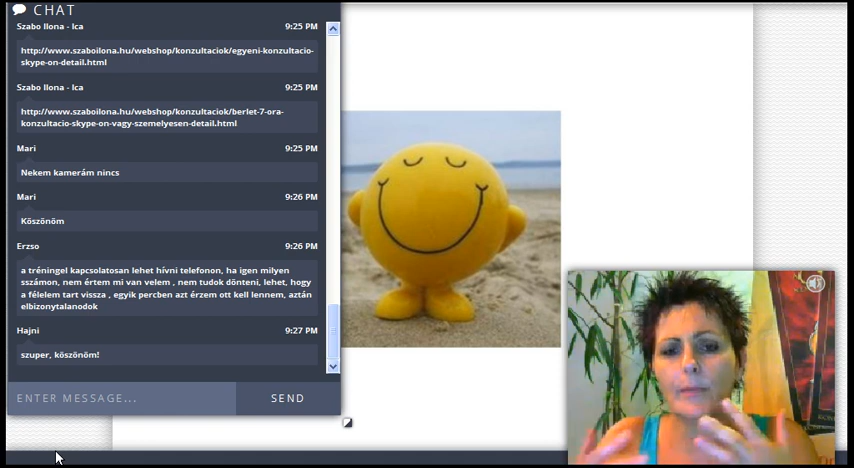 CHAT
Szabo Ilona - Ica 9:25 PM
http://www.szaboilona.hu/webshop/konzultaciok/egyeni-konzultacio-
skype-on-detail.html
Szabo Ilona - Ica 9:25 PM
http://www.szaboilona.hu/webshop/konzultaciok/berlet-7-ora-
konzultacio-skype-on-vagy-szemelyesen-detail.html
Mari 9:25 PM
Nekem kamerám nincs
Mari 9:26 PM
Köszönöm
Erzso 9:26 PM
a tréningel kapcsolatosan lehet hívni telefonon, ha igen milyen
sszámon, nem értem mi van velem , nem tudok dönteni, lehet, hogy
a félelem tart vissza , egyik percben azt érzem ott kell lennem, aztán
elbizonytalanodok
Hajni 9:27 PM
szuper, köszönöm!
ENTER MESSAGE... SEND